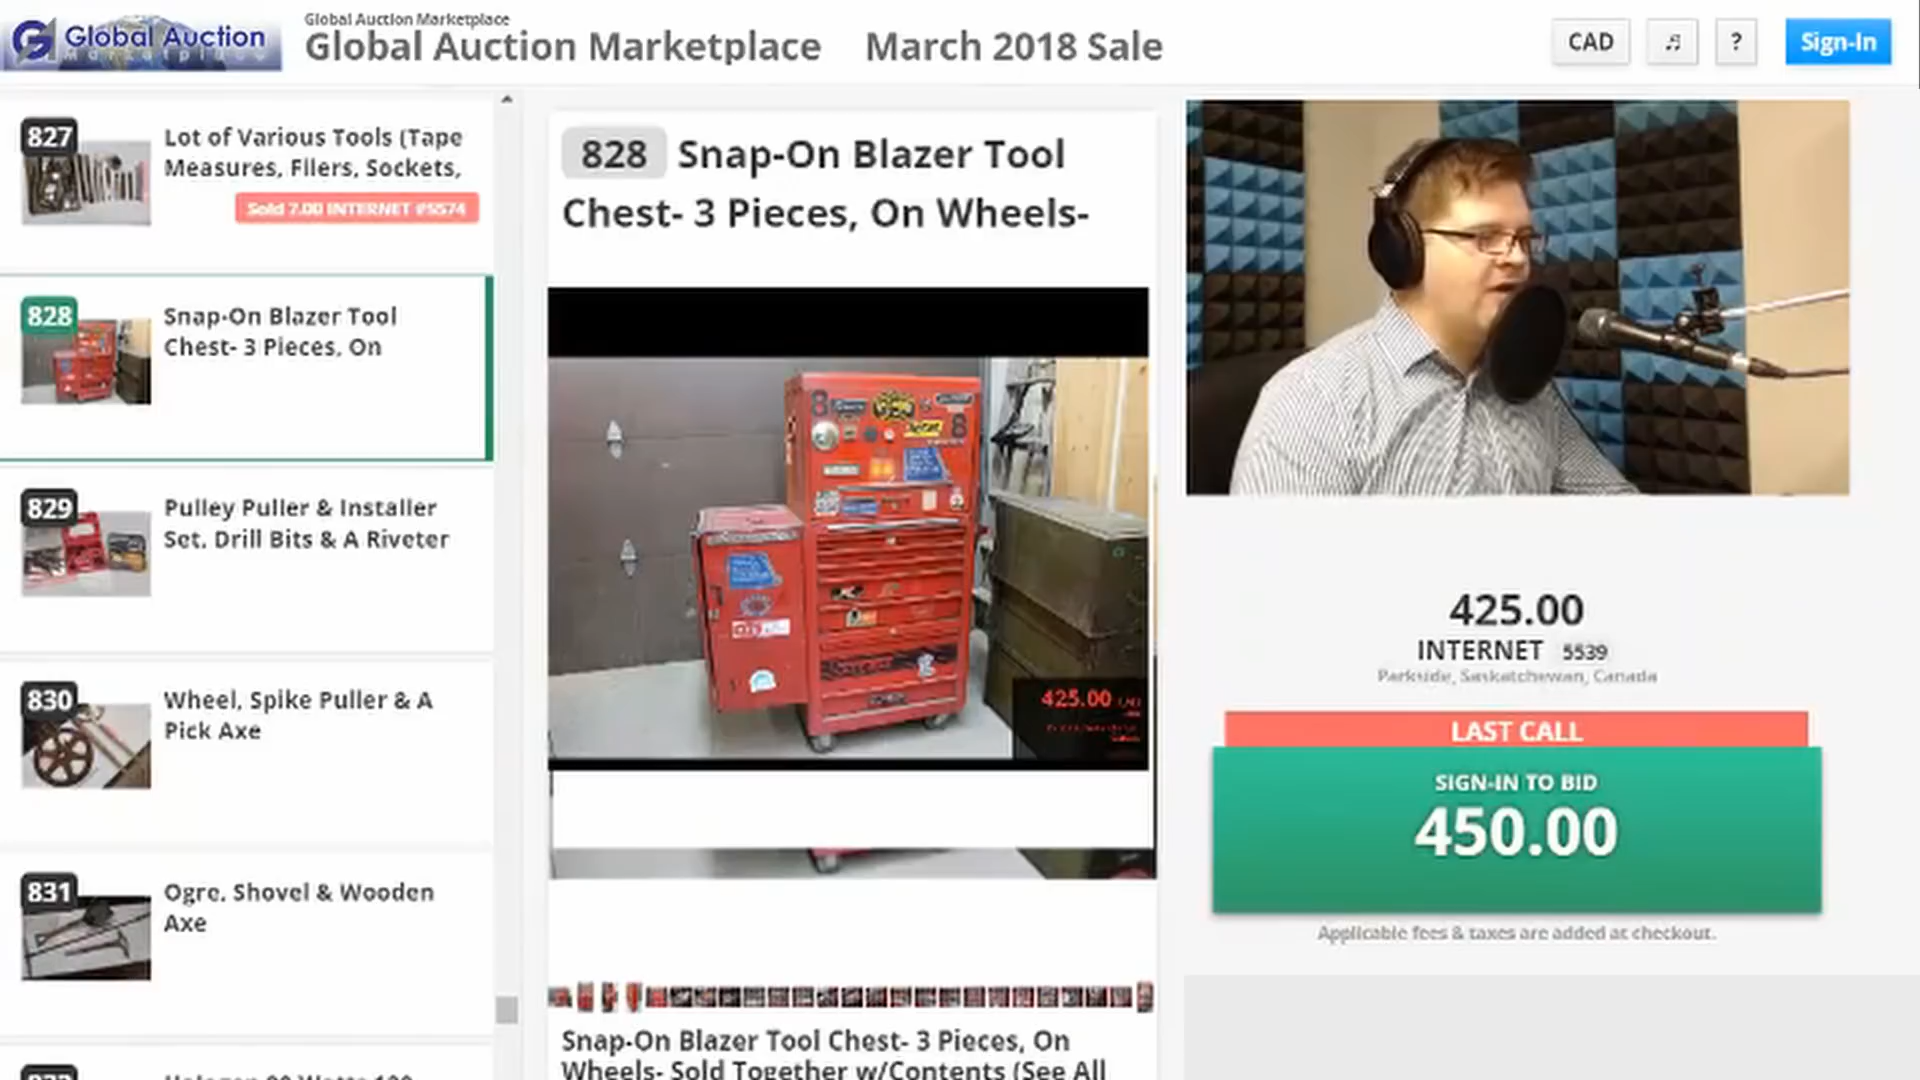 Global Auction
Marketplace
Global Auction Marketplace
Global Auction Marketplace March 2018 Sale
CAD
?
Sign-In
827
Lot of Various Tools (Tape
Measures, Fllers, Sockets,
Sold 7.00 INTERNET #5574
828
Snap-On Blazer Tool
Chest- 3 Pieces, On
829
Pulley Puller & Installer
Set, Drill Bits & A Riveter
830
Wheel, Spike Puller & A
Pick Axe
831
Ogre, Shovel & Wooden
Axe
828 Snap-On Blazer Tool
Chest- 3 Pieces, On Wheels-
8
8
425.00 CAD
Snap-On Blazer Tool Chest- 3 Pieces, On
Wheels- Sold Together w/Contents (See All
425.00
INTERNET 5539
Parkside, Saskatchewan, Canada
LAST CALL
SIGN-IN TO BID
450.00
Applicable fees & taxes are added at checkout.